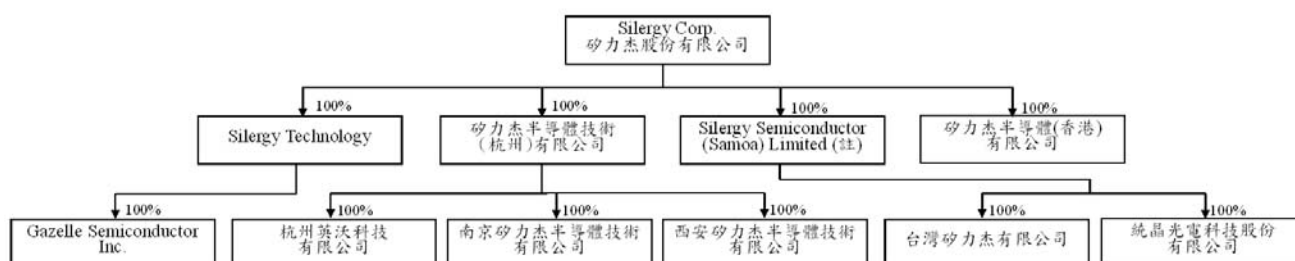 Silergy Corp.
矽力杰股份有限公司
100%
100%
100%
100%
Silergy Technology
矽力杰半導體技術
(杭州)有限公司
Silergy Semiconductor
(Samoa) Limited (註)
矽力杰半導體(香港)
有限公司
100%
100%
100%
100%
100%
100%
Gazelle Semiconductor
Inc.
杭州英沃科技
有限公司
南京矽力杰半導體技術
有限公司
西安矽力杰半導體技術
有限公司
台灣矽力杰有限公司
統晶光電科技股份
有限公司